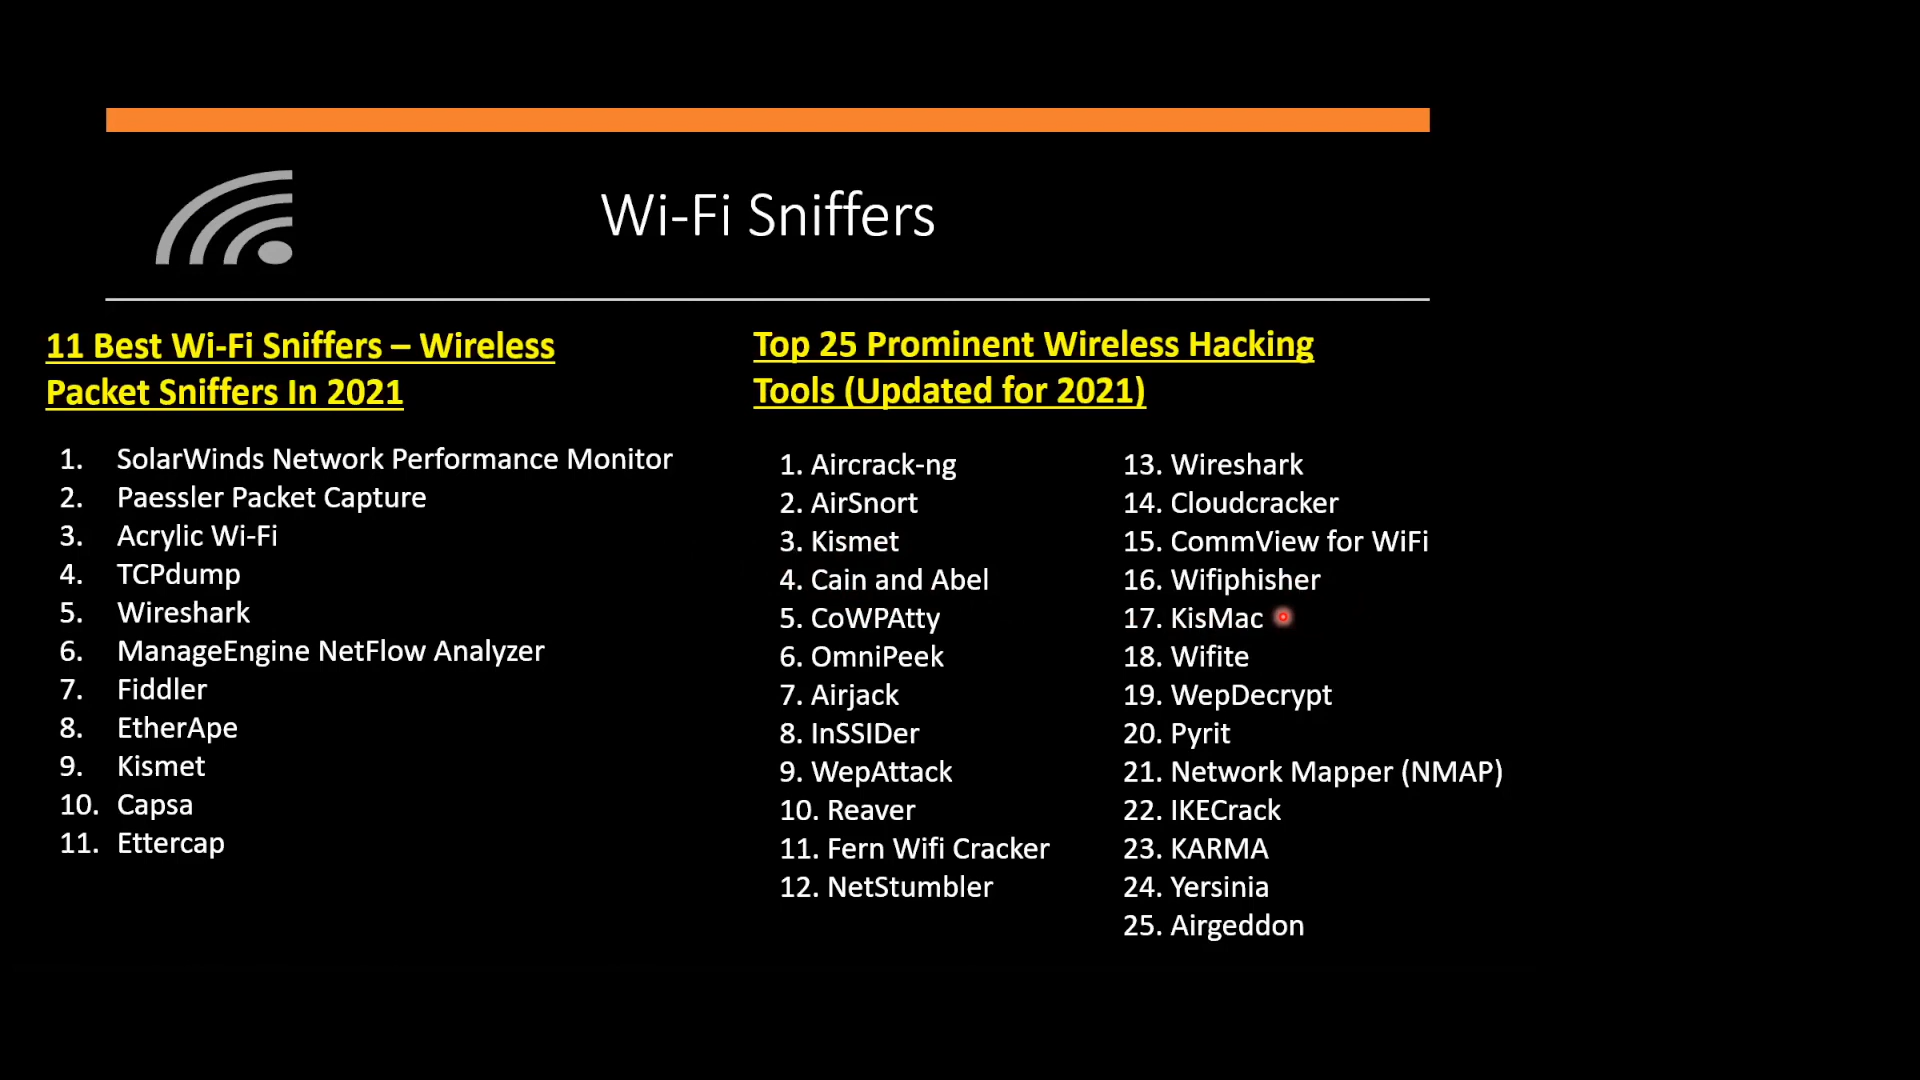 Wi-Fi Sniffers
11 Best Wi-Fi Sniffers – Wireless
Packet Sniffers In 2021
1. SolarWinds Network Performance Monitor
2. Paessler Packet Capture
3. Acrylic Wi-Fi
4. TCPdump
5. Wireshark
6. ManageEngine NetFlow Analyzer
7. Fiddler
8. EtherApe
9. Kismet
10. Capsa
11. Ettercap
Top 25 Prominent Wireless Hacking
Tools (Updated for 2021)
1. Aircrack-ng
2. AirSnort
3. Kismet
4. Cain and Abel
5. CoWPAtty
6. OmniPeek
7. Airjack
8. InSSIDer
9. WepAttack
10. Reaver
11. Fern Wifi Cracker
12. NetStumbler
13. Wireshark
14. Cloudcracker
15. CommView for WiFi
16. Wifiphisher
17. KisMac
18. Wifite
19. WepDecrypt
20. Pyrit
21. Network Mapper (NMAP)
22. IKECrack
23. KARMA
24. Yersinia
25. Airgeddon